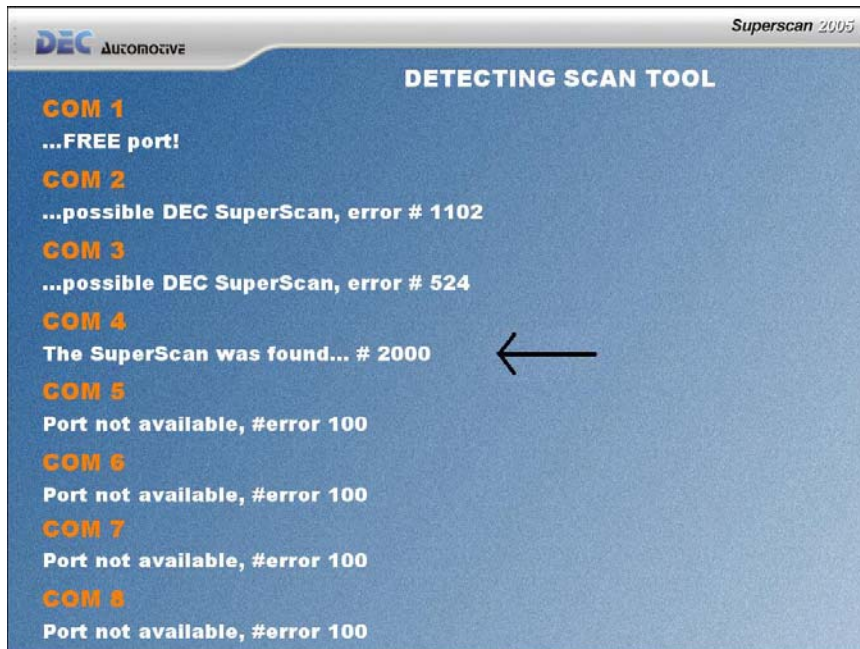 DEC Automotive
Superscan 2005
DETECTING SCAN TOOL
COM 1
...FREE port!
COM 2
...possible DEC SuperScan, error # 1102
COM 3
...possible DEC SuperScan, error # 524
COM 4
The SuperScan was found... # 2000
COM 5
Port not available, #error 100
COM 6
Port not available, #error 100
COM 7
Port not available, #error 100
COM 8
Port not available, #error 100